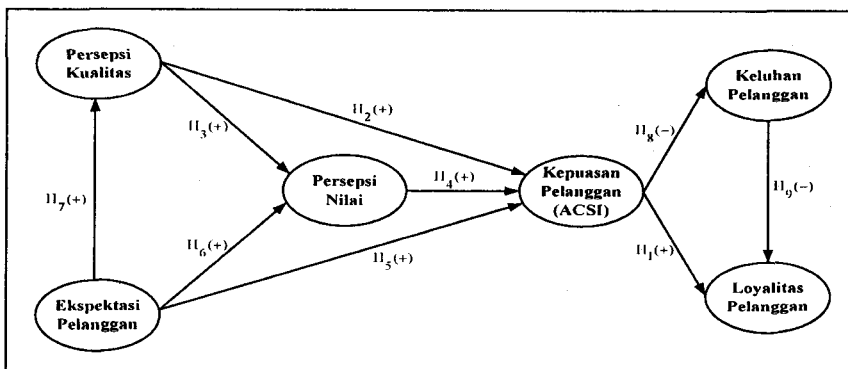 Persepsi
Kualitas
Keluhan
Pelanggan
H2(+)
H3(+)
H8(-)
Persepsi
Nilai
H4(+)
Kepuasan
Pelanggan
(ACSI)
H7(+)
H9(-)
H6(+)
H5(+)
H1(+)
Ekspektasi
Pelanggan
Loyalitas
Pelanggan